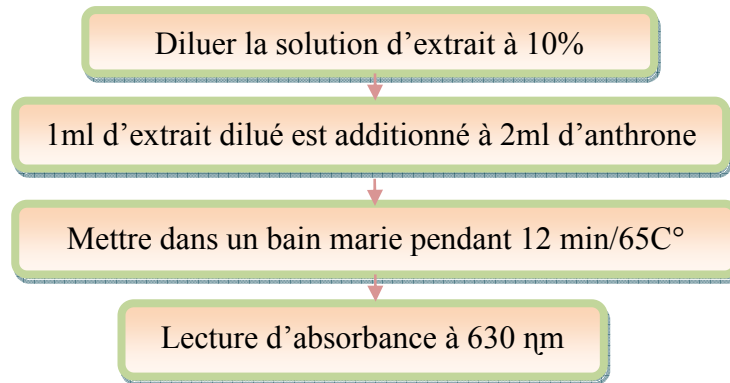 Diluer la solution d’extrait à 10%
1ml d’extrait dilué est additionné à 2ml d’anthrone
Mettre dans un bain marie pendant 12 min/65C°
Lecture d’absorbance à 630 ηm